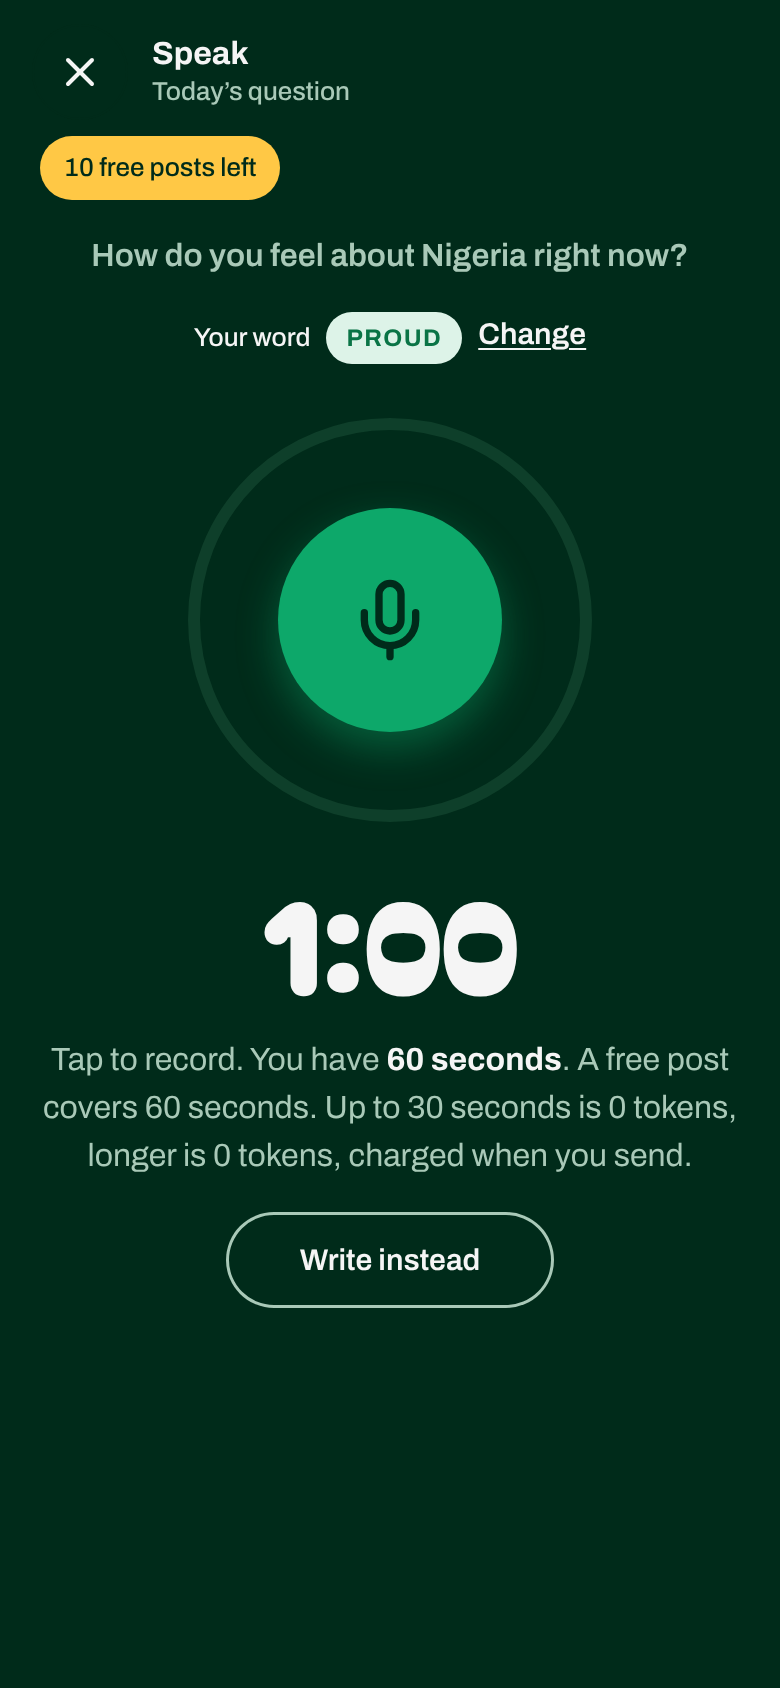 Speak
Today’s question
10 free posts left
How do you feel about Nigeria right now?
Your word PROUD Change
1:00
Tap to record. You have 60 seconds. A free post
covers 60 seconds. Up to 30 seconds is 0 tokens,
longer is 0 tokens, charged when you send.
Write instead